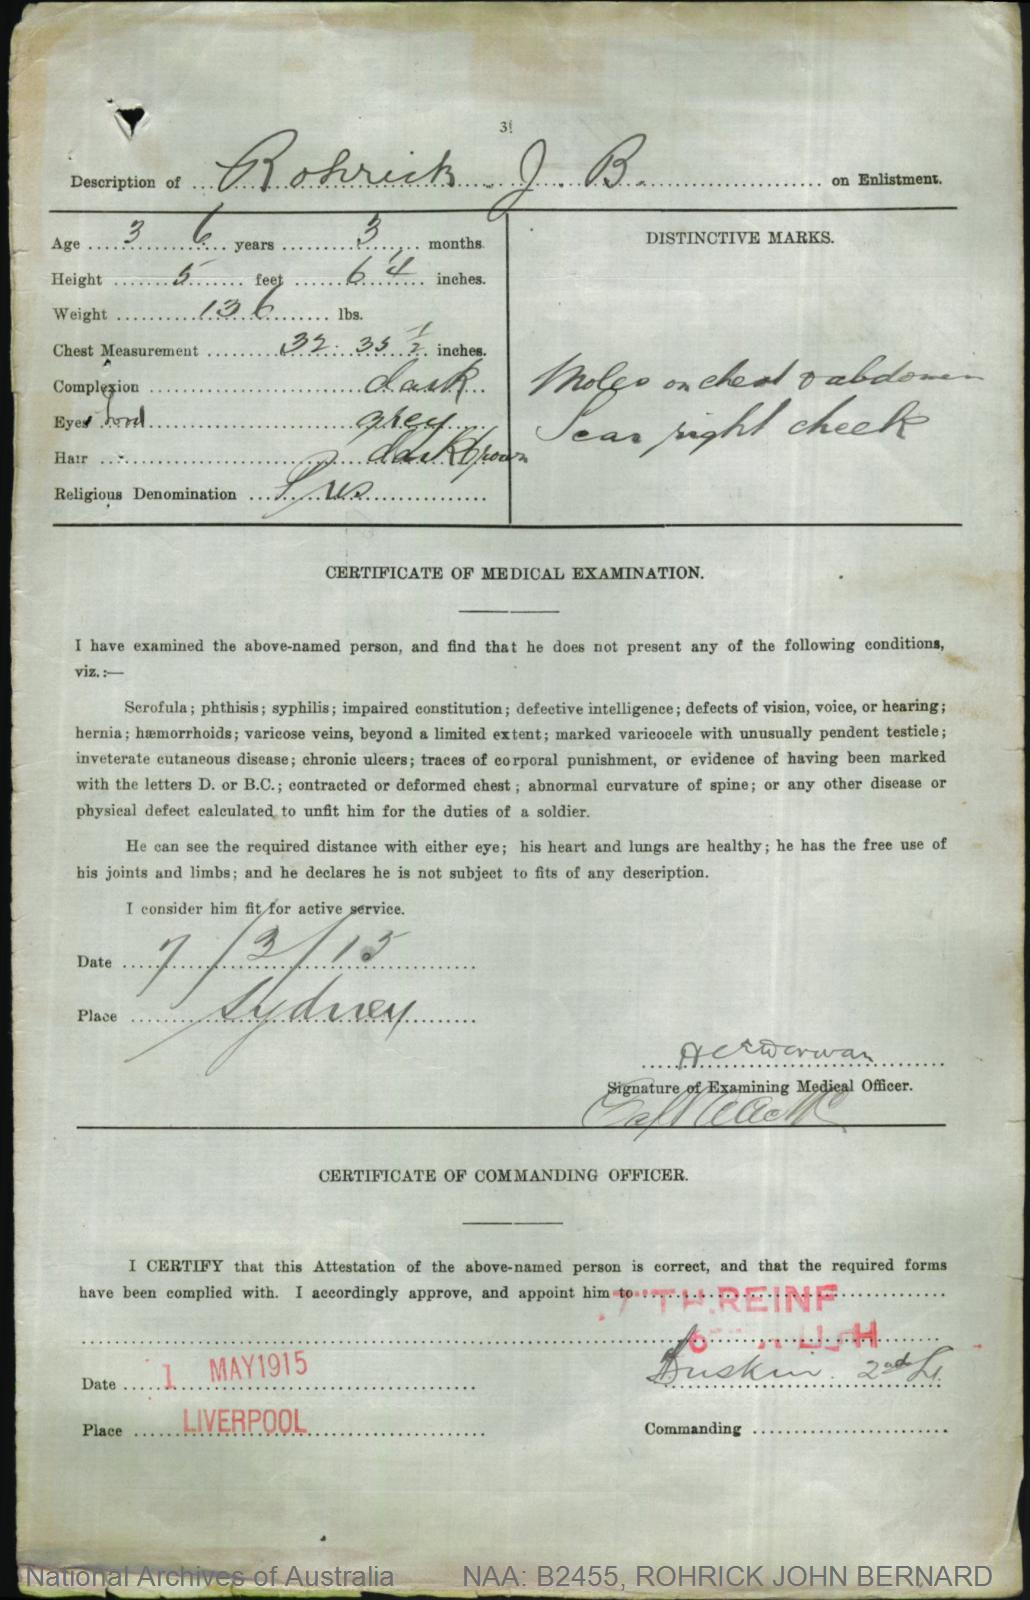 3
Description of Rohrick J. B. on Enlistment.
Age 36 years 3 months.
Height 5 feet 6 1/4 inches.
Weight 136 lbs.
Chest Measurement 32. 35 1/2 inches.
Complexion dark
Eyes grey
Hair dark brown
Religious Denomination Pres
DISTINCTIVE MARKS.
Moles on chest & abdomen
Scar right cheek
CERTIFICATE OF MEDICAL EXAMINATION.
I have examined the above-named person, and find that he does not present any of the following conditions,
viz.:—
Scrofula; phthisis; syphilis; impaired constitution; defective intelligence; defects of vision, voice, or hearing;
hernia; hæmorrhoids; varicose veins, beyond a limited extent; marked varicocele with unusually pendent testicle;
inveterate cutaneous disease; chronic ulcers; traces of corporal punishment, or evidence of having been marked
with the letters D. or B.C.; contracted or deformed chest; abnormal curvature of spine; or any other disease or
physical defect calculated to unfit him for the duties of a soldier.
He can see the required distance with either eye; his heart and lungs are healthy; he has the free use of
his joints and limbs; and he declares he is not subject to fits of any description.
I consider him fit for active service.
Date 7/3/15
Place Sydney
Signature of Examining Medical Officer.
CERTIFICATE OF COMMANDING OFFICER.
I CERTIFY that this Attestation of the above-named person is correct, and that the required forms
have been complied with. I accordingly approve, and appoint him to 7TH REINF
2nd Lt.
Date 1 MAY 1915
Place LIVERPOOL
Commanding
National Archives of Australia NAA: B2455, ROHRICK JOHN BERNARD